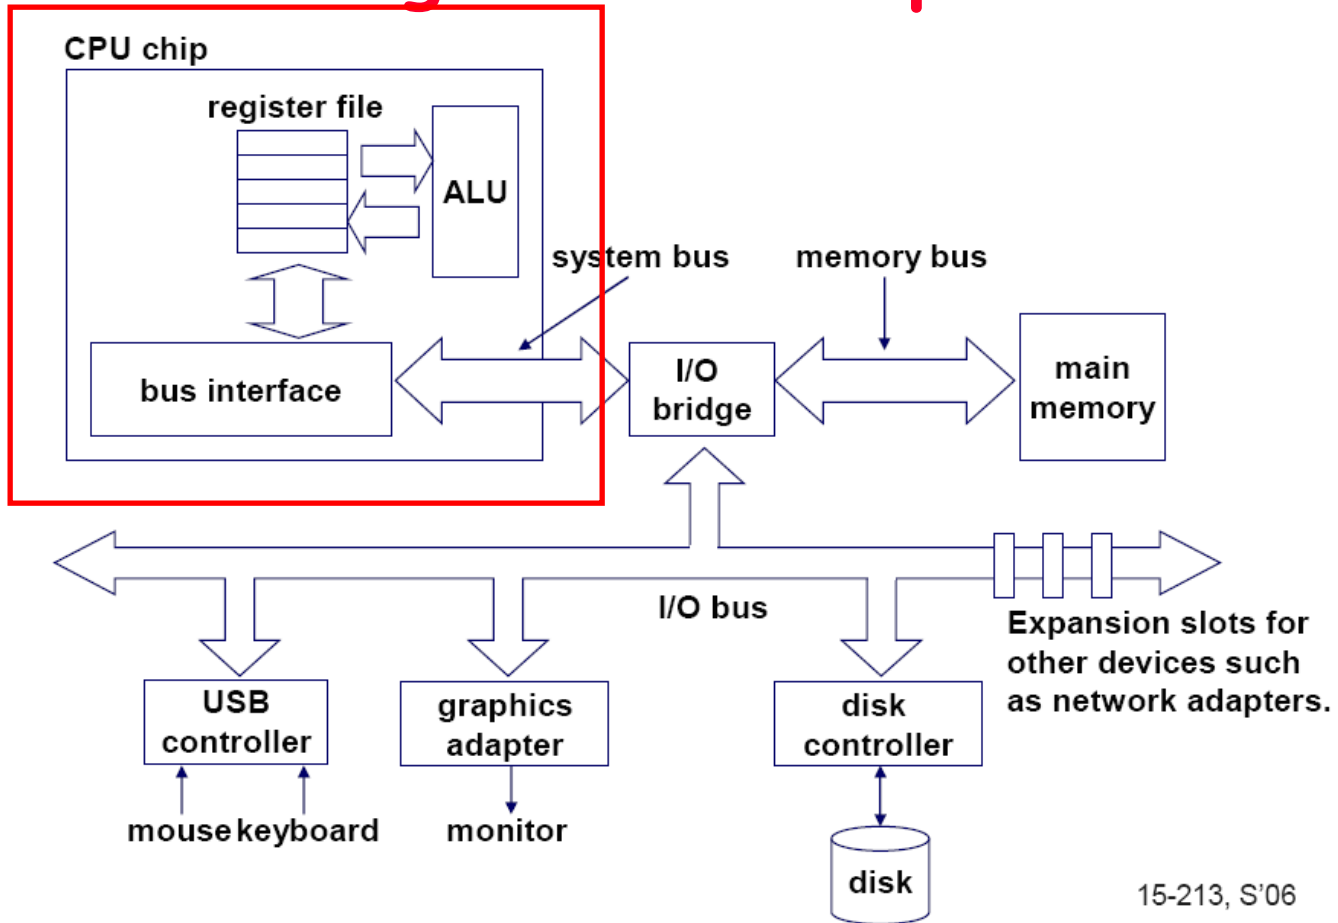 CPU chip
register file
ALU
system bus
memory bus
bus interface
I/O
bridge
main
memory
I/O bus
Expansion slots for
other devices such
as network adapters.
USB
controller
graphics
adapter
disk
controller
mouse
keyboard
monitor
disk
15-213, S’06